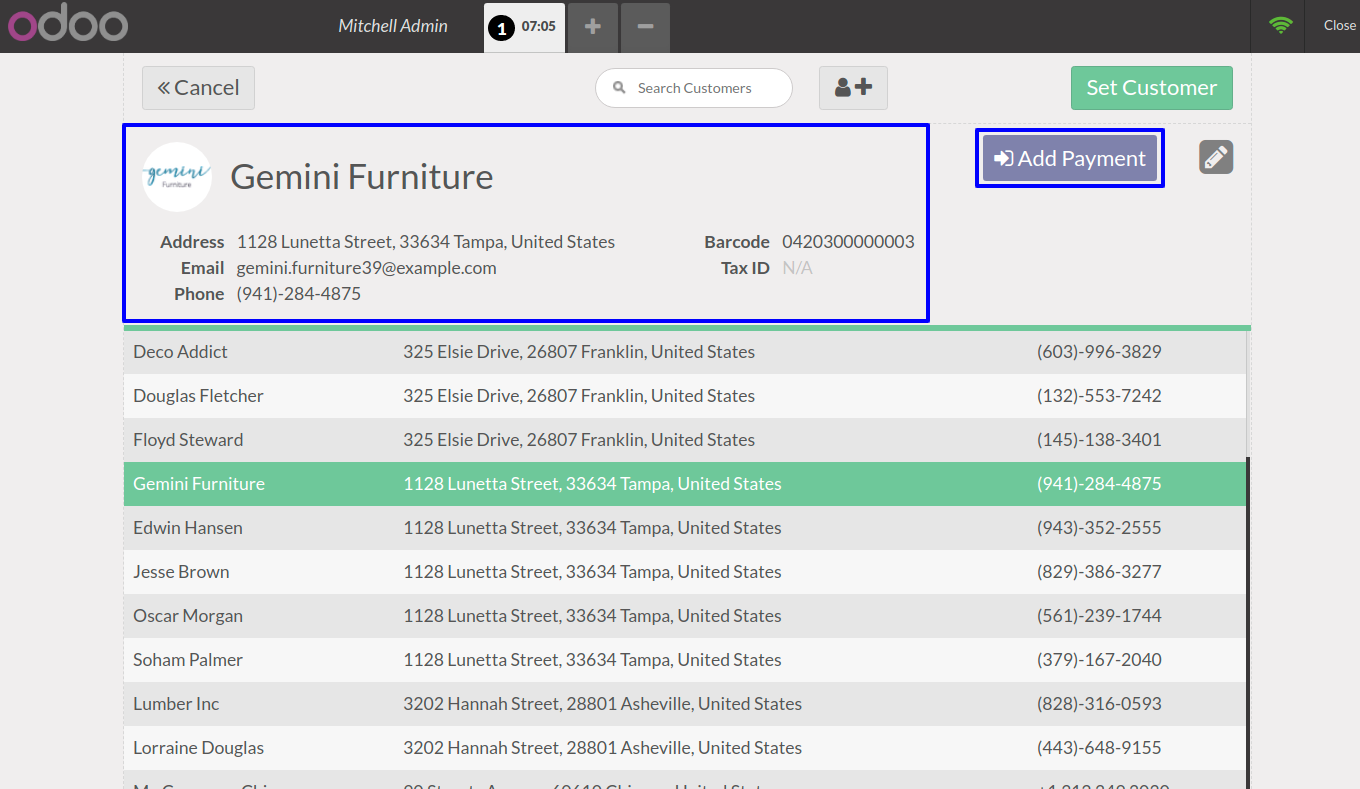 odoo Mitchell Admin 1 07:05 Close
Cancel Search Customers Set Customer
gemini
Furniture
Gemini Furniture
Add Payment
Address 1128 Lunetta Street, 33634 Tampa, United States Barcode 0420300000003
Email gemini.furniture39@example.com Tax ID N/A
Phone (941)-284-4875
Deco Addict 325 Elsie Drive, 26807 Franklin, United States (603)-996-3829
Douglas Fletcher 325 Elsie Drive, 26807 Franklin, United States (132)-553-7242
Floyd Steward 325 Elsie Drive, 26807 Franklin, United States (145)-138-3401
Gemini Furniture 1128 Lunetta Street, 33634 Tampa, United States (941)-284-4875
Edwin Hansen 1128 Lunetta Street, 33634 Tampa, United States (943)-352-2555
Jesse Brown 1128 Lunetta Street, 33634 Tampa, United States (829)-386-3277
Oscar Morgan 1128 Lunetta Street, 33634 Tampa, United States (561)-239-1744
Soham Palmer 1128 Lunetta Street, 33634 Tampa, United States (379)-167-2040
Lumber Inc 3202 Hannah Street, 28801 Asheville, United States (828)-316-0593
Lorraine Douglas 3202 Hannah Street, 28801 Asheville, United States (443)-648-9155